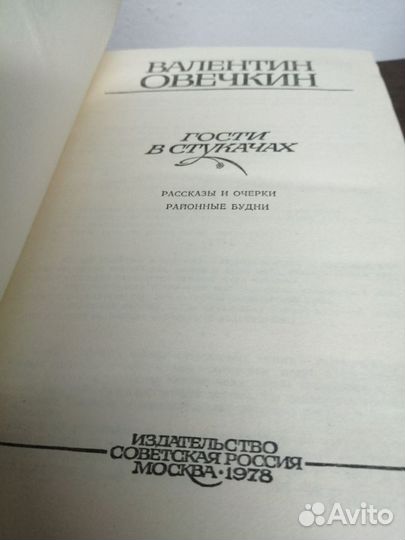 ВАЛЕНТИН
ОВЕЧКИН
ГОСТИ
В СТУКАЧАХ
РАССКАЗЫ И ОЧЕРКИ
РАЙОННЫЕ БУДНИ
ИЗДАТЕЛЬСТВО
СОВЕТСКАЯ РОССИЯ
МОСКВА · 1978
Avito